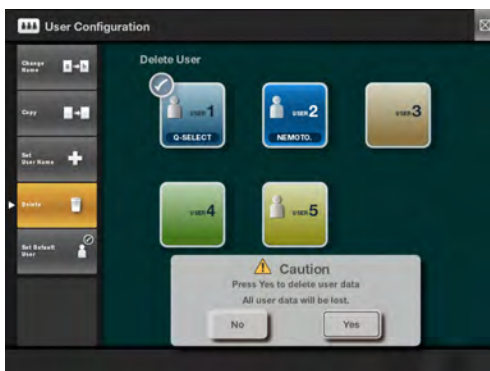 User Configuration
Delete User
Change
Name
a
b
Copy
Set
User Name
Delete
Set Default
User
USER 1
Q-SELECT
USER 2
NEMOTO.
USER 3
USER 4
USER 5
Caution
Press Yes to delete user data
All user data will be lost.
No
Yes